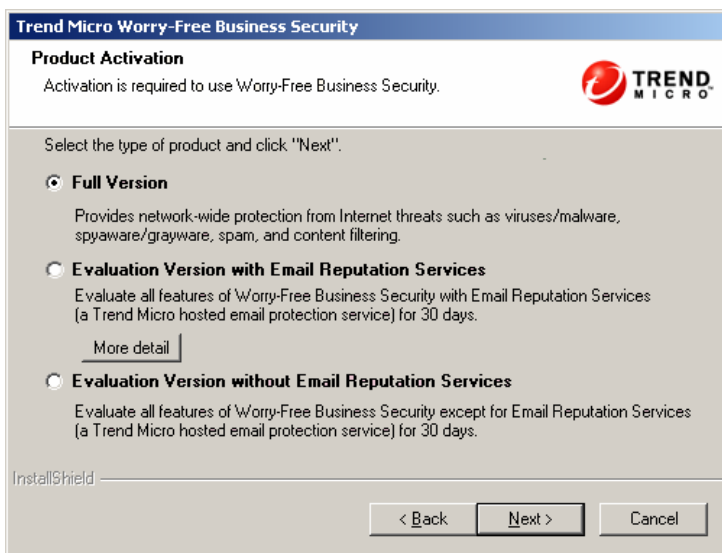 Trend Micro Worry-Free Business Security
Product Activation
Activation is required to use Worry-Free Business Security.
TREND
MICRO™
Select the type of product and click "Next".
Full Version
Provides network-wide protection from Internet threats such as viruses/malware,
spyware/grayware, spam, and content filtering.
Evaluation Version with Email Reputation Services
Evaluate all features of Worry-Free Business Security with Email Reputation Services
(a Trend Micro hosted email protection service) for 30 days.
More detail
Evaluation Version without Email Reputation Services
Evaluate all features of Worry-Free Business Security except for Email Reputation Services
(a Trend Micro hosted email protection service) for 30 days.
InstallShield
< Back Next > Cancel